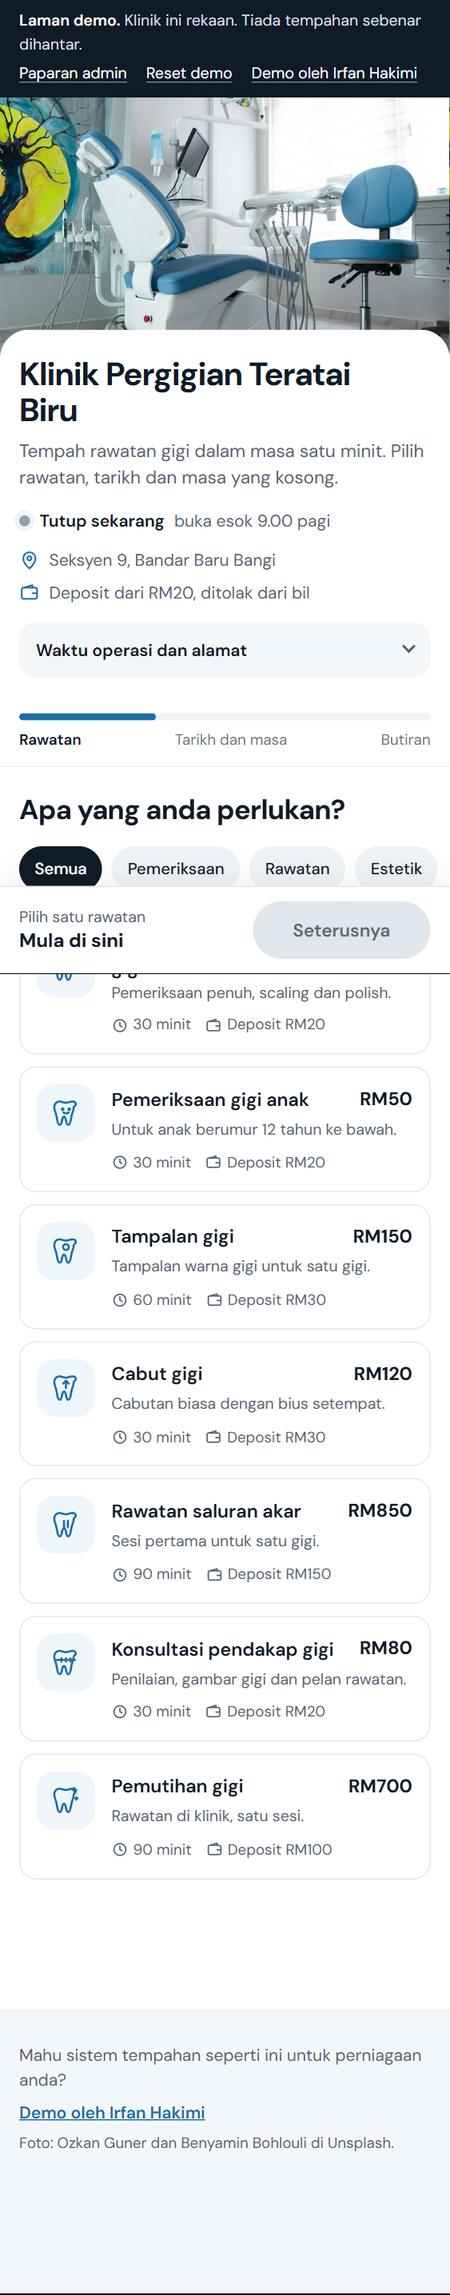 Laman demo. Klinik ini rekaan. Tiada tempahan sebenar
dihantar.
Paparan admin Reset demo Demo oleh Irfan Hakimi
Klinik Pergigian Teratai
Biru
Tempah rawatan gigi dalam masa satu minit. Pilih
rawatan, tarikh dan masa yang kosong.
Tutup sekarang buka esok 9.00 pagi
Seksyen 9, Bandar Baru Bangi
Deposit dari RM20, ditolak dari bil
Waktu operasi dan alamat
Rawatan Tarikh dan masa Butiran
Apa yang anda perlukan?
Semua Pemeriksaan Rawatan Estetik
Pilih satu rawatan
Mula di sini
Seterusnya
Pemeriksaan penuh, scaling dan polish.
30 minit Deposit RM20
Pemeriksaan gigi anak RM50
Untuk anak berumur 12 tahun ke bawah.
30 minit Deposit RM20
Tampalan gigi RM150
Tampalan warna gigi untuk satu gigi.
60 minit Deposit RM30
Cabut gigi RM120
Cabutan biasa dengan bius setempat.
30 minit Deposit RM30
Rawatan saluran akar RM850
Sesi pertama untuk satu gigi.
90 minit Deposit RM150
Konsultasi pendakap gigi RM80
Penilaian, gambar gigi dan pelan rawatan.
30 minit Deposit RM20
Pemutihan gigi RM700
Rawatan di klinik, satu sesi.
90 minit Deposit RM100
Mahu sistem tempahan seperti ini untuk perniagaan
anda?
Demo oleh Irfan Hakimi
Foto: Ozkan Guner dan Benyamin Bohlouli di Unsplash.